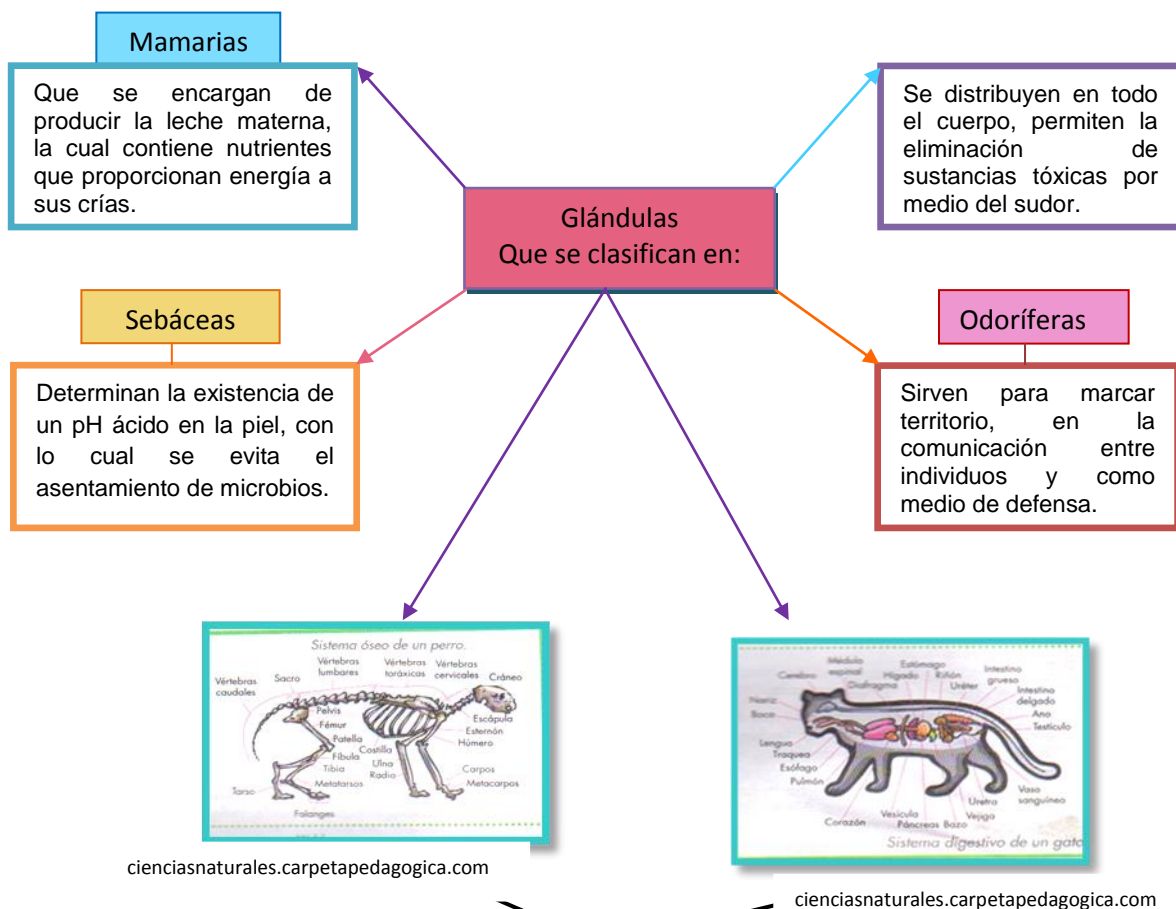 Mamarias
Que se encargan de
producir la leche materna,
la cual contiene nutrientes
que proporcionan energía a
sus crías.
Se distribuyen en todo
el cuerpo, permiten la
eliminación de
sustancias tóxicas por
medio del sudor.
Glándulas
Que se clasifican en:
Sebáceas
Determinan la existencia de
un pH ácido en la piel, con
lo cual se evita el
asentamiento de microbios.
Odoríferas
Sirven para marcar
territorio, en la
comunicación entre
individuos y como
medio de defensa.
Sistema óseo de un perro.
Vértebras
caudales
Sacro
Vértebras
lumbares
Vértebras
toráxicas
Vértebras
cervicales
Cráneo
Pelvis
Fémur
Patella
Fíbula
Tibia
Metatarsos
Tarso
Falanges
Costilla
Ulna
Radio
Escápula
Esternón
Húmero
Carpos
Metacarpos
cienciasnaturales.carpetapedagogica.com
Cerebro
Médula
espinal
Diafragma
Estómago
Hígado
Riñón
Uréter
Intestino
grueso
Intestino
delgado
Ano
Testículo
Nariz
Boca
Lengua
Traquea
Esófago
Pulmón
Corazón
Vesícula
Páncreas
Bazo
Uretra
Vejiga
Vaso
sanguíneo
Sistema digestivo de un gato
cienciasnaturales.carpetapedagogica.com